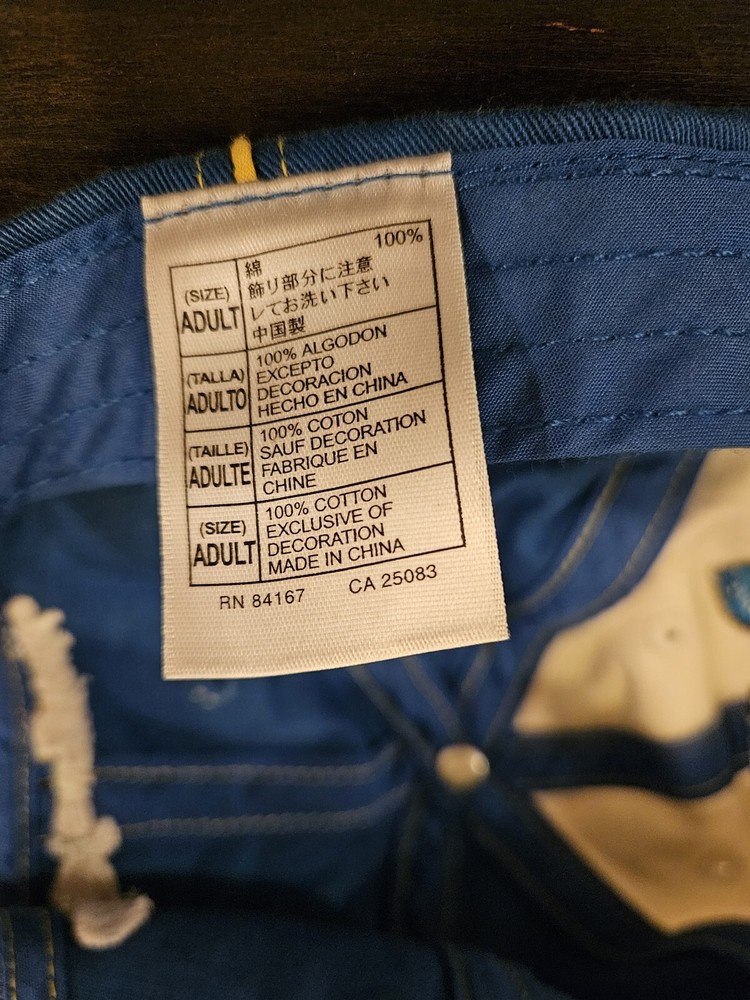 (SIZE)
ADULT
綿 100%
飾り部分に注意
してお洗い下さい
中国製
(TALLA)
ADULTO
100% ALGODON
EXCEPTO
DECORACION
HECHO EN CHINA
(TAILLE)
ADULTE
100% COTON
SAUF DECORATION
FABRIQUE EN
CHINE
(SIZE)
ADULT
100% COTTON
EXCLUSIVE OF
DECORATION
MADE IN CHINA
RN 84167 CA 25083